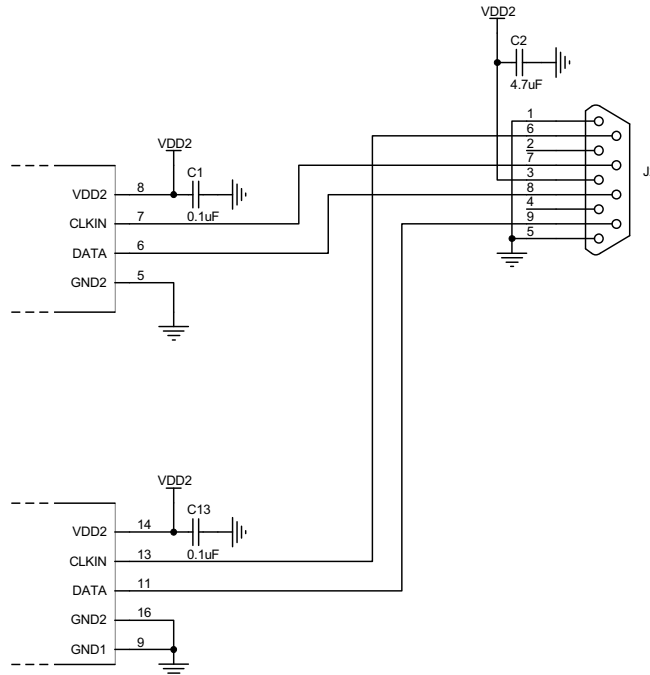 VDD2
C2
4.7uF
1
6
2
7
3
8
4
9
5
J
VDD2
C1
0.1uF
VDD2 8
CLKIN 7
DATA 6
GND2 5
VDD2
C13
0.1uF
VDD2 14
CLKIN 13
DATA 11
GND2 16
GND1 9